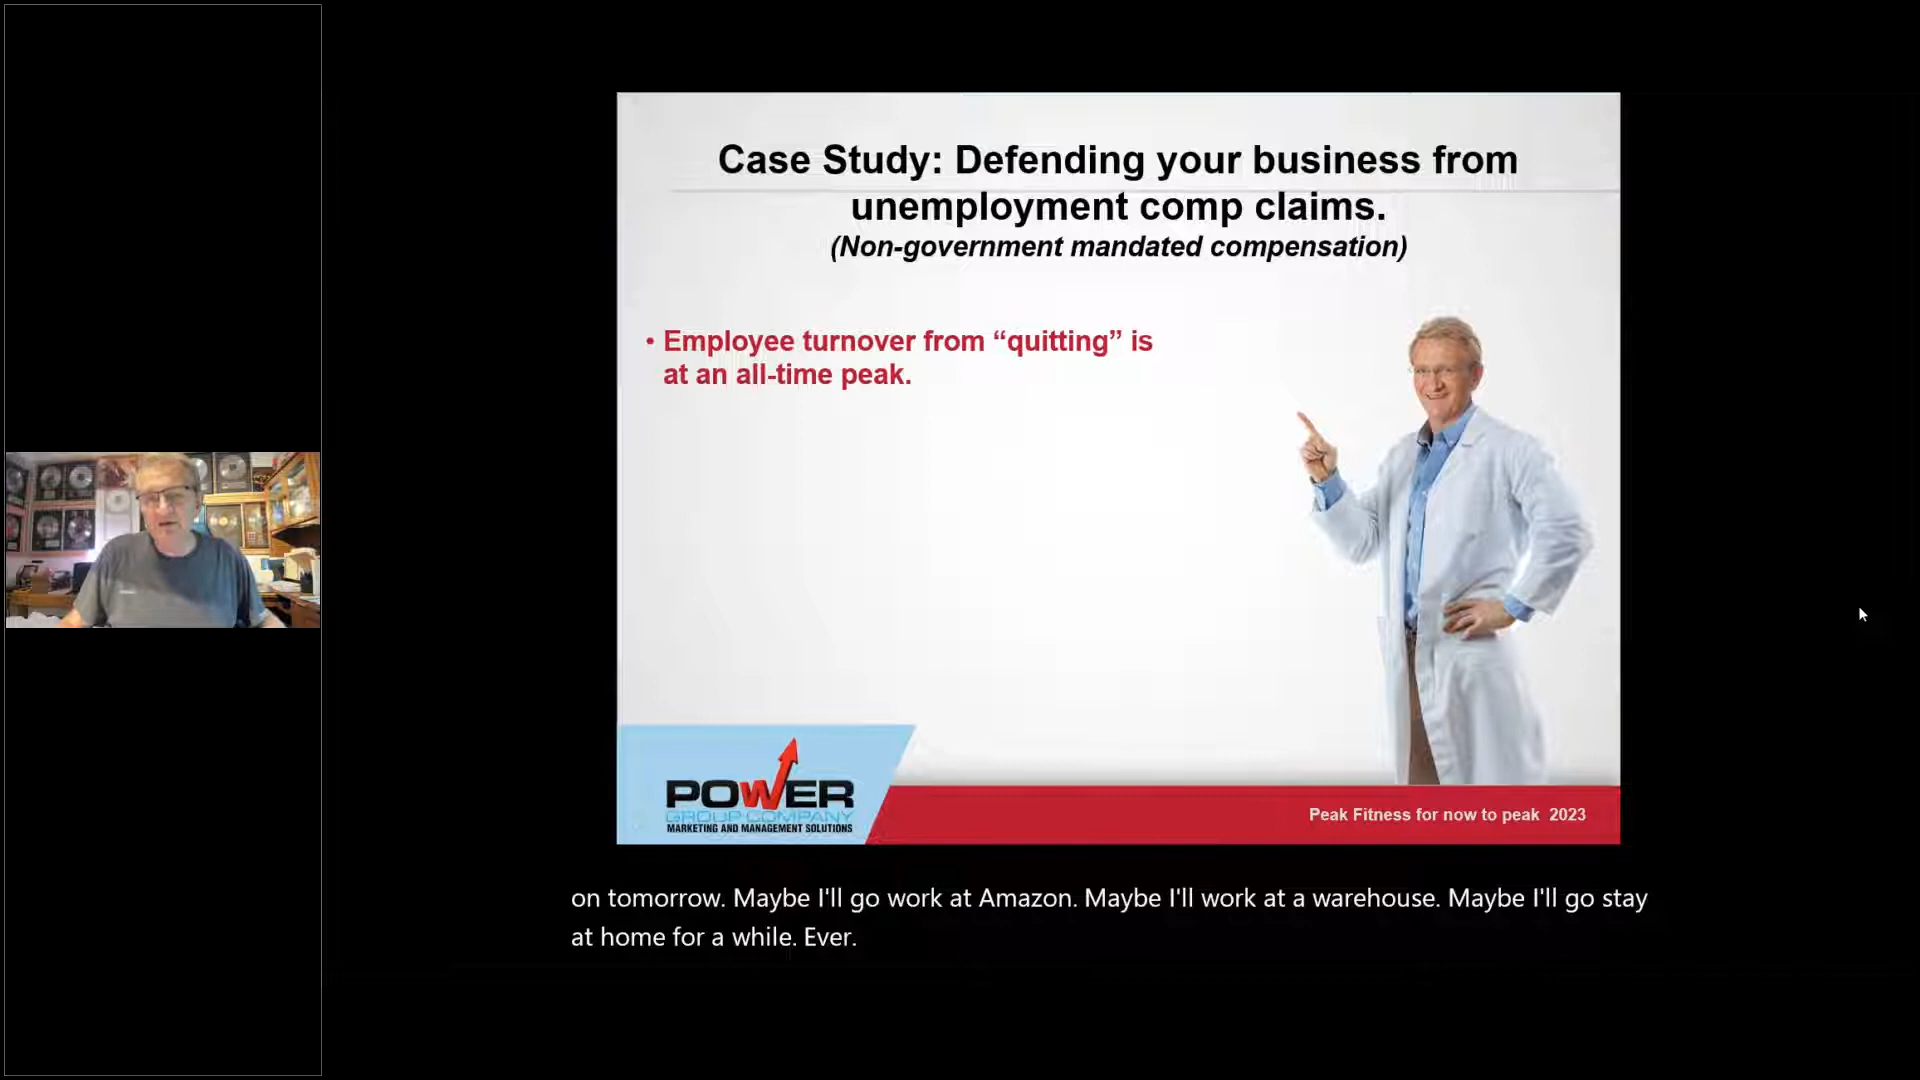 Case Study: Defending your business from
unemployment comp claims.
(Non-government mandated compensation)
• Employee turnover from “quitting” is
at an all-time peak.
POWER
GROUP COMPANY
MARKETING AND MANAGEMENT SOLUTIONS
Peak Fitness for now to peak 2023
on tomorrow. Maybe I'll go work at Amazon. Maybe I'll work at a warehouse. Maybe I'll go stay
at home for a while. Ever.